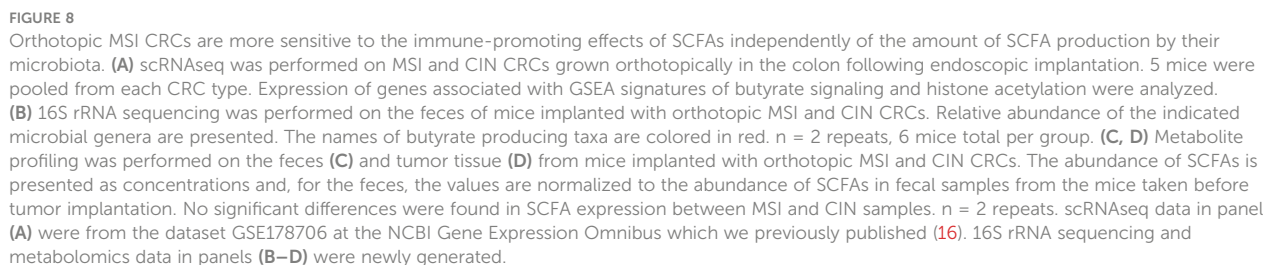 FIGURE 8
Orthotopic MSI CRCs are more sensitive to the immune-promoting effects of SCFAs independently of the amount of SCFA production by their
microbiota. (A) scRNAseq was performed on MSI and CIN CRCs grown orthotopically in the colon following endoscopic implantation. 5 mice were
pooled from each CRC type. Expression of genes associated with GSEA signatures of butyrate signaling and histone acetylation were analyzed.
(B) 16S rRNA sequencing was performed on the feces of mice implanted with orthotopic MSI and CIN CRCs. Relative abundance of the indicated
microbial genera are presented. The names of butyrate producing taxa are colored in red. n = 2 repeats, 6 mice total per group. (C, D) Metabolite
profiling was performed on the feces (C) and tumor tissue (D) from mice implanted with orthotopic MSI and CIN CRCs. The abundance of SCFAs is
presented as concentrations and, for the feces, the values are normalized to the abundance of SCFAs in fecal samples from the mice taken before
tumor implantation. No significant differences were found in SCFA expression between MSI and CIN samples. n = 2 repeats. scRNAseq data in panel
(A) were from the dataset GSE178706 at the NCBI Gene Expression Omnibus which we previously published (16). 16S rRNA sequencing and
metabolomics data in panels (B–D) were newly generated.